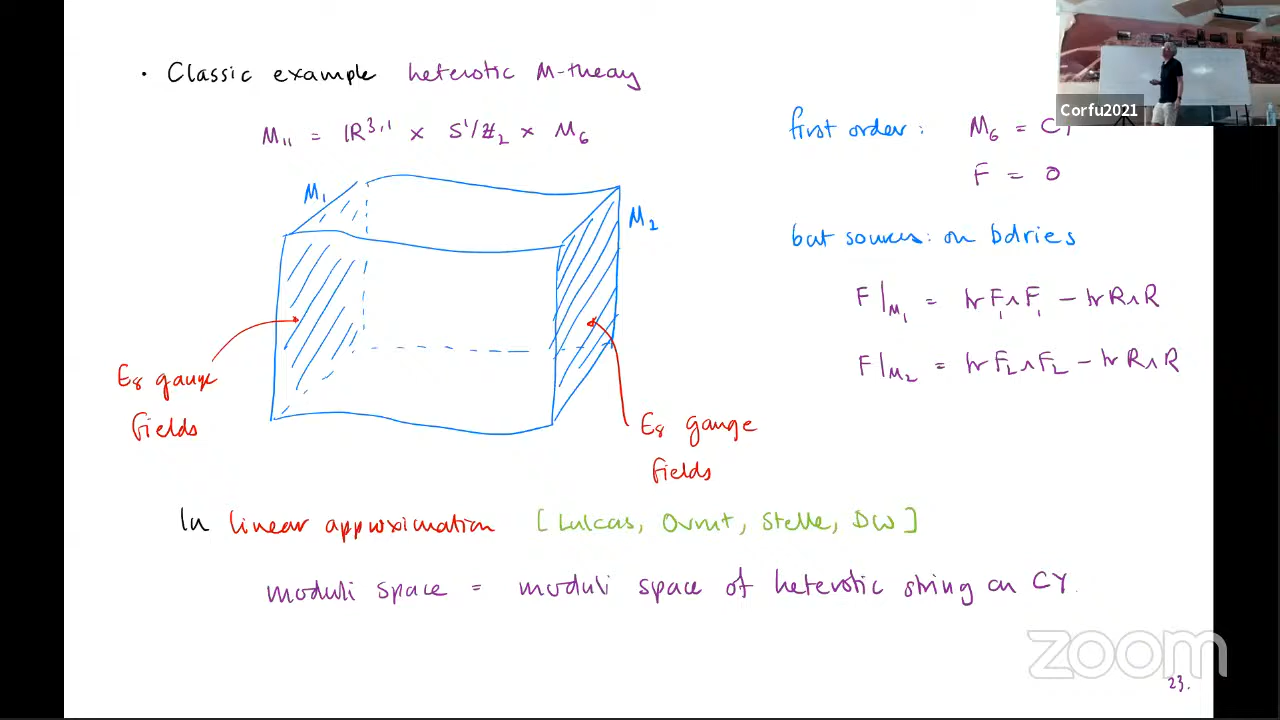 · Classic example heterotic M-theory
M₁₁ = ℝ³,¹ × S¹/ℤ₂ × M₆
M₁
M₂
E₈ gauge
fields
E₈ gauge
fields
first order: M₆ = CY
F = 0
but sources: on bdries
F|_M₁ = tr F₁∧F₁ − tr R∧R
F|_M₂ = tr F₂∧F₂ − tr R∧R
In linear approximation [Lukas, Ovrut, Stelle, DW]
moduli space = moduli space of heterotic string on CY.
Corfu2021
zoom
23.